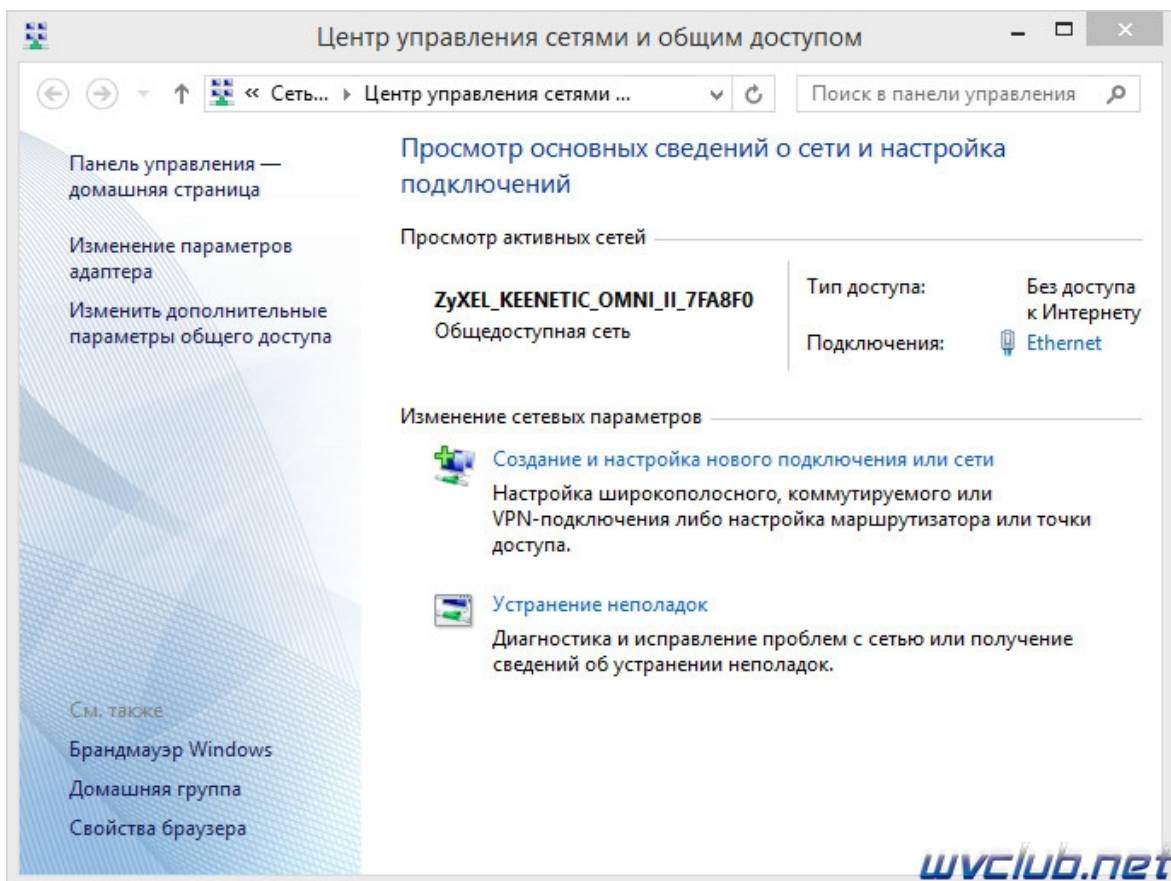 Центр управления сетями и общим доступом
« Сеть... Центр управления сетями ...
Поиск в панели управления
Панель управления —
домашняя страница
Изменение параметров
адаптера
Изменить дополнительные
параметры общего доступа
См. также
Брандмауэр Windows
Домашняя группа
Свойства браузера
Просмотр основных сведений о сети и настройка
подключений
Просмотр активных сетей
ZyXEL_KEENETIC_OMNI_II_7FA8F0
Общедоступная сеть
Тип доступа: Без доступа
к Интернету
Подключения: Ethernet
Изменение сетевых параметров
Создание и настройка нового подключения или сети
Настройка широкополосного, коммутируемого или
VPN-подключения либо настройка маршрутизатора или точки
доступа.
Устранение неполадок
Диагностика и исправление проблем с сетью или получение
сведений об устранении неполадок.
wvclub.net